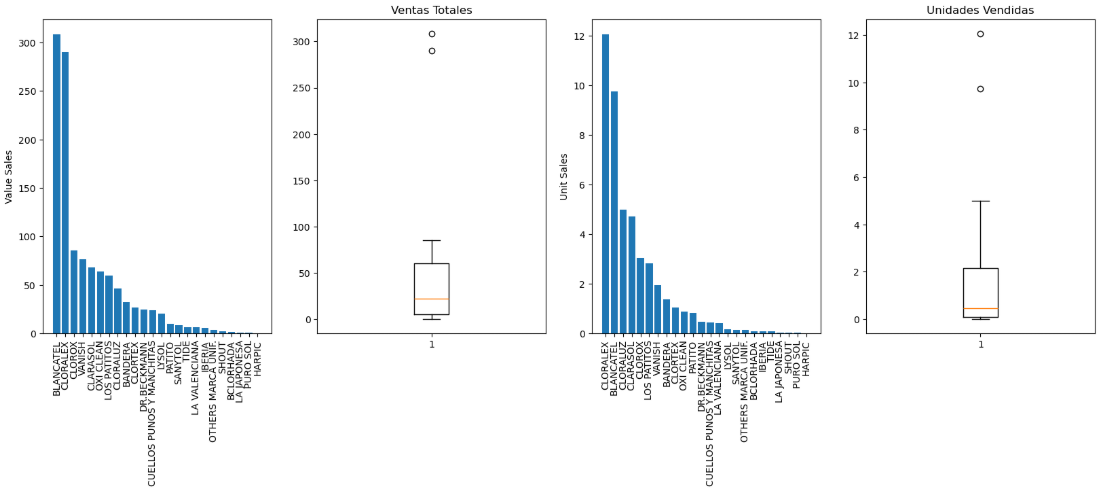 Ventas Totales
Unidades Vendidas
Value Sales
300
250
200
150
100
50
0
BLANCATEL
CLORALEX
CLOROX
VANISH
CLARASOL
OXI CLEAN
LOS PATITOS
CLORALUZ
BANDERA
CLORTEX
DR.BECKMANN
CUELLOS PUNOS Y MANCHITAS
LYSOL
PATITO
SANYTOL
TIDE
LA VALENCIANA
IBERIA
OTHERS MARCA UNIF.
SHOUT
BCLORHADA
LA JAPONESA
PURO SOL
HARPIC
300
250
200
150
100
50
0
1
Unit Sales
12
10
8
6
4
2
0
CLORALEX
BLANCATEL
CLORALUZ
CLARASOL
CLOROX
LOS PATITOS
VANISH
BANDERA
CLORTEX
OXI CLEAN
PATITO
DR.BECKMANN
CUELLOS PUNOS Y MANCHITAS
LA VALENCIANA
LYSOL
SANYTOL
OTHERS MARCA UNIF.
BCLORHADA
IBERIA
TIDE
LA JAPONESA
SHOUT
PURO SOL
HARPIC
12
10
8
6
4
2
0
1